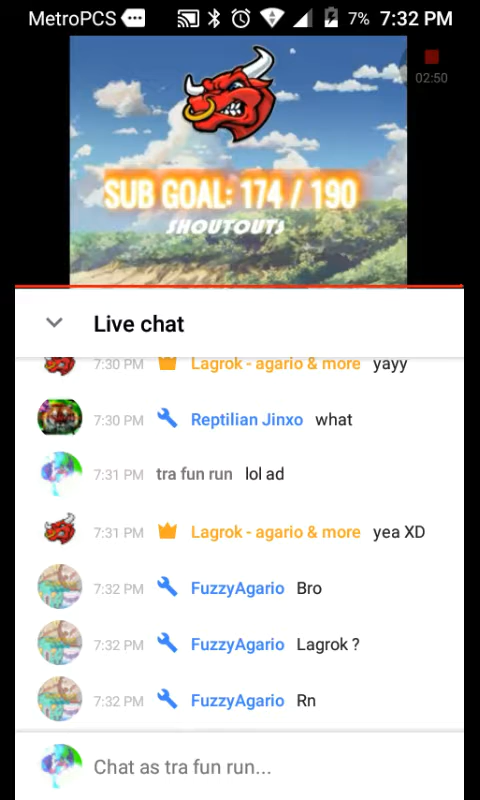 MetroPCS 7% 7:32 PM
02:50
SUB GOAL: 174 / 190
SHOUTOUTS
Live chat
7:30 PM Lagrok - agario & more yayy
7:30 PM Reptilian Jinxo what
7:31 PM tra fun run lol ad
7:31 PM Lagrok - agario & more yea XD
7:32 PM FuzzyAgario Bro
7:32 PM FuzzyAgario Lagrok ?
7:32 PM FuzzyAgario Rn
Chat as tra fun run...